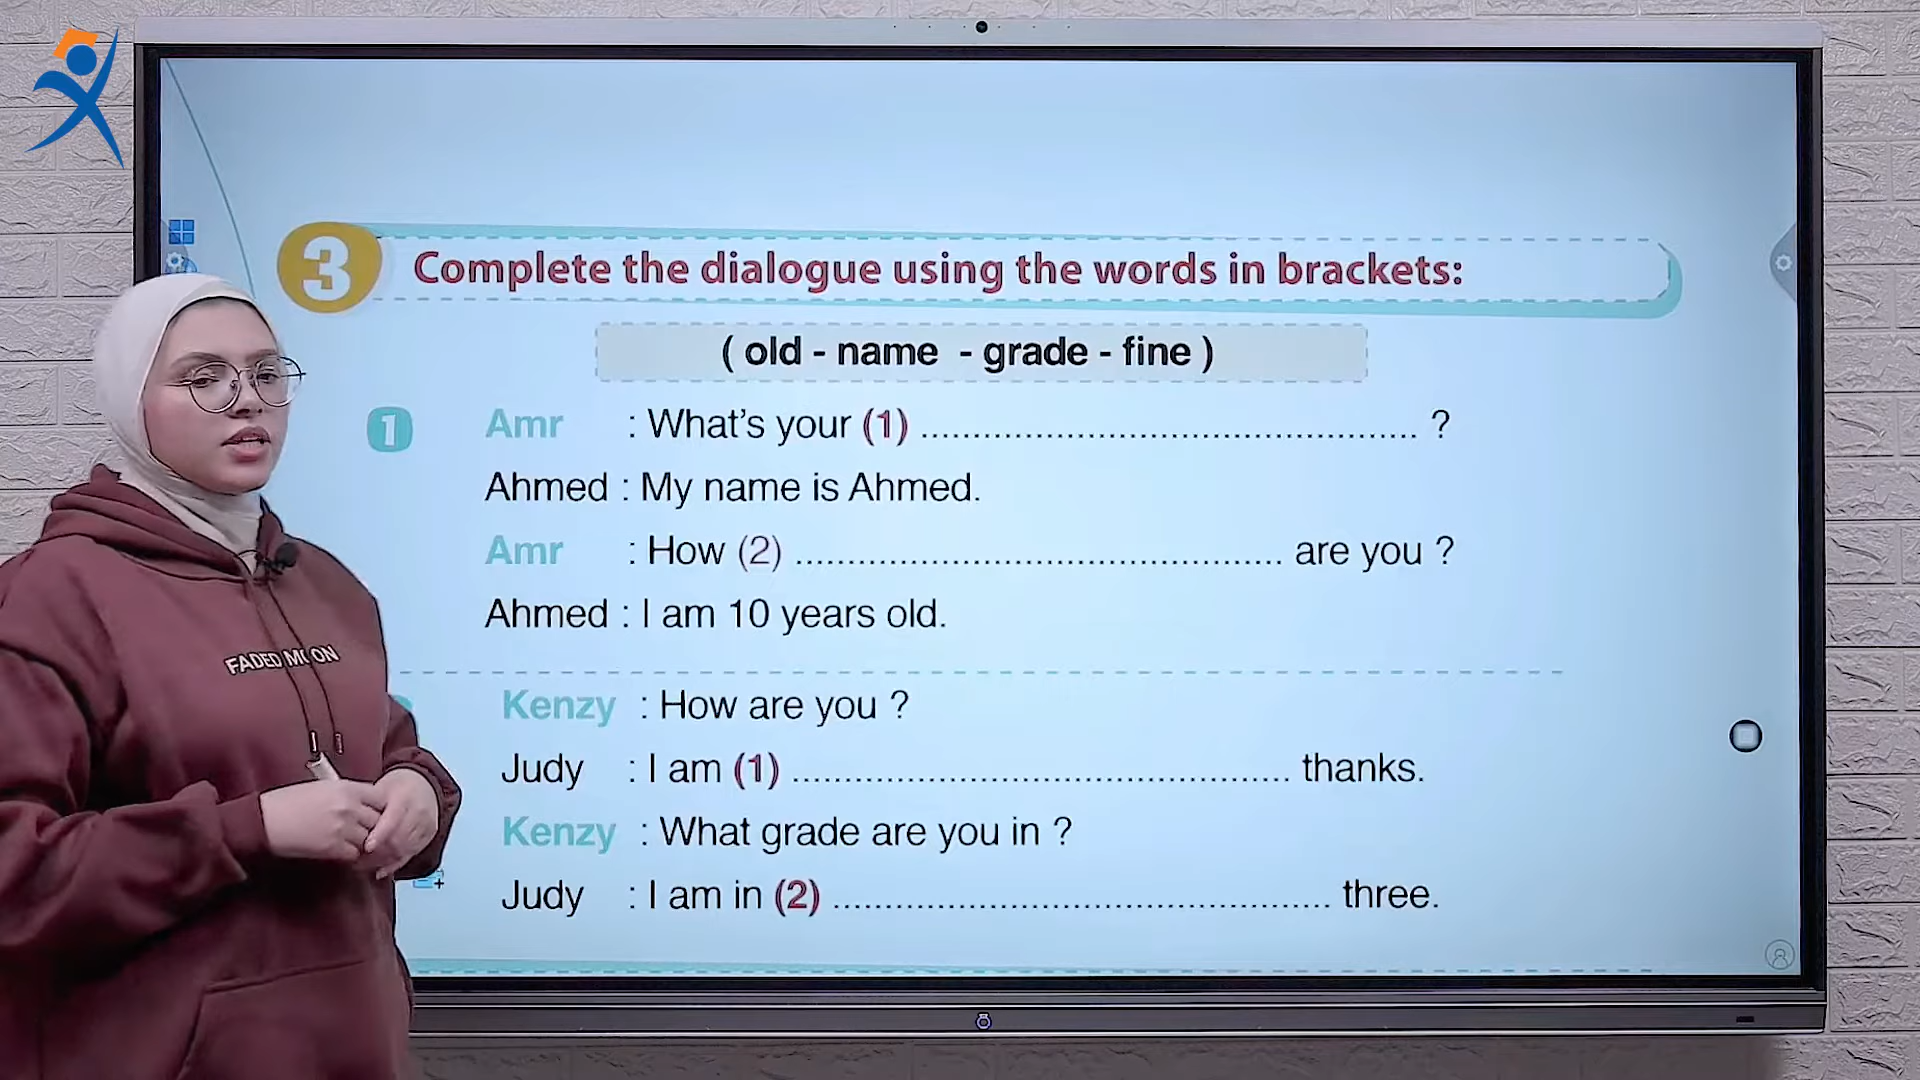 3 Complete the dialogue using the words in brackets:
( old - name - grade - fine )
1 Amr : What's your (1) ................................................ ?
Ahmed : My name is Ahmed.
Amr : How (2) ............................................... are you ?
Ahmed : I am 10 years old.
Kenzy : How are you ?
Judy : I am (1) ................................................ thanks.
Kenzy : What grade are you in ?
Judy : I am in (2) ................................................ three.
FADED MOON